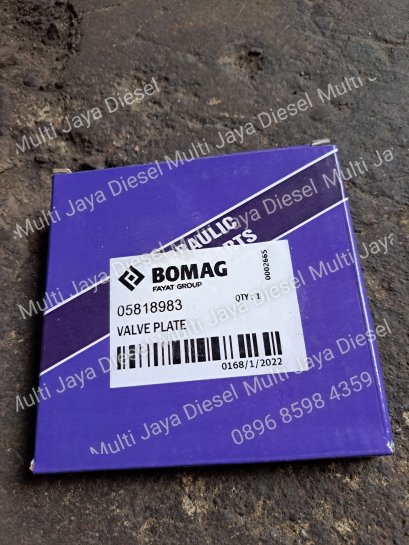 Multi Jaya Diesel Multi Jaya Diesel Multi
Multi Jaya Diesel Multi Jaya Diesel Multi Ja
BOMAG
FAYAT GROUP
0002665
05818983
QTY : 1
VALVE PLATE
0168/1/2022
Multi Jaya Diesel
Multi Jaya Diesel Multi Jaya Diesel
Multi Jaya Diesel
0896 8598 4359